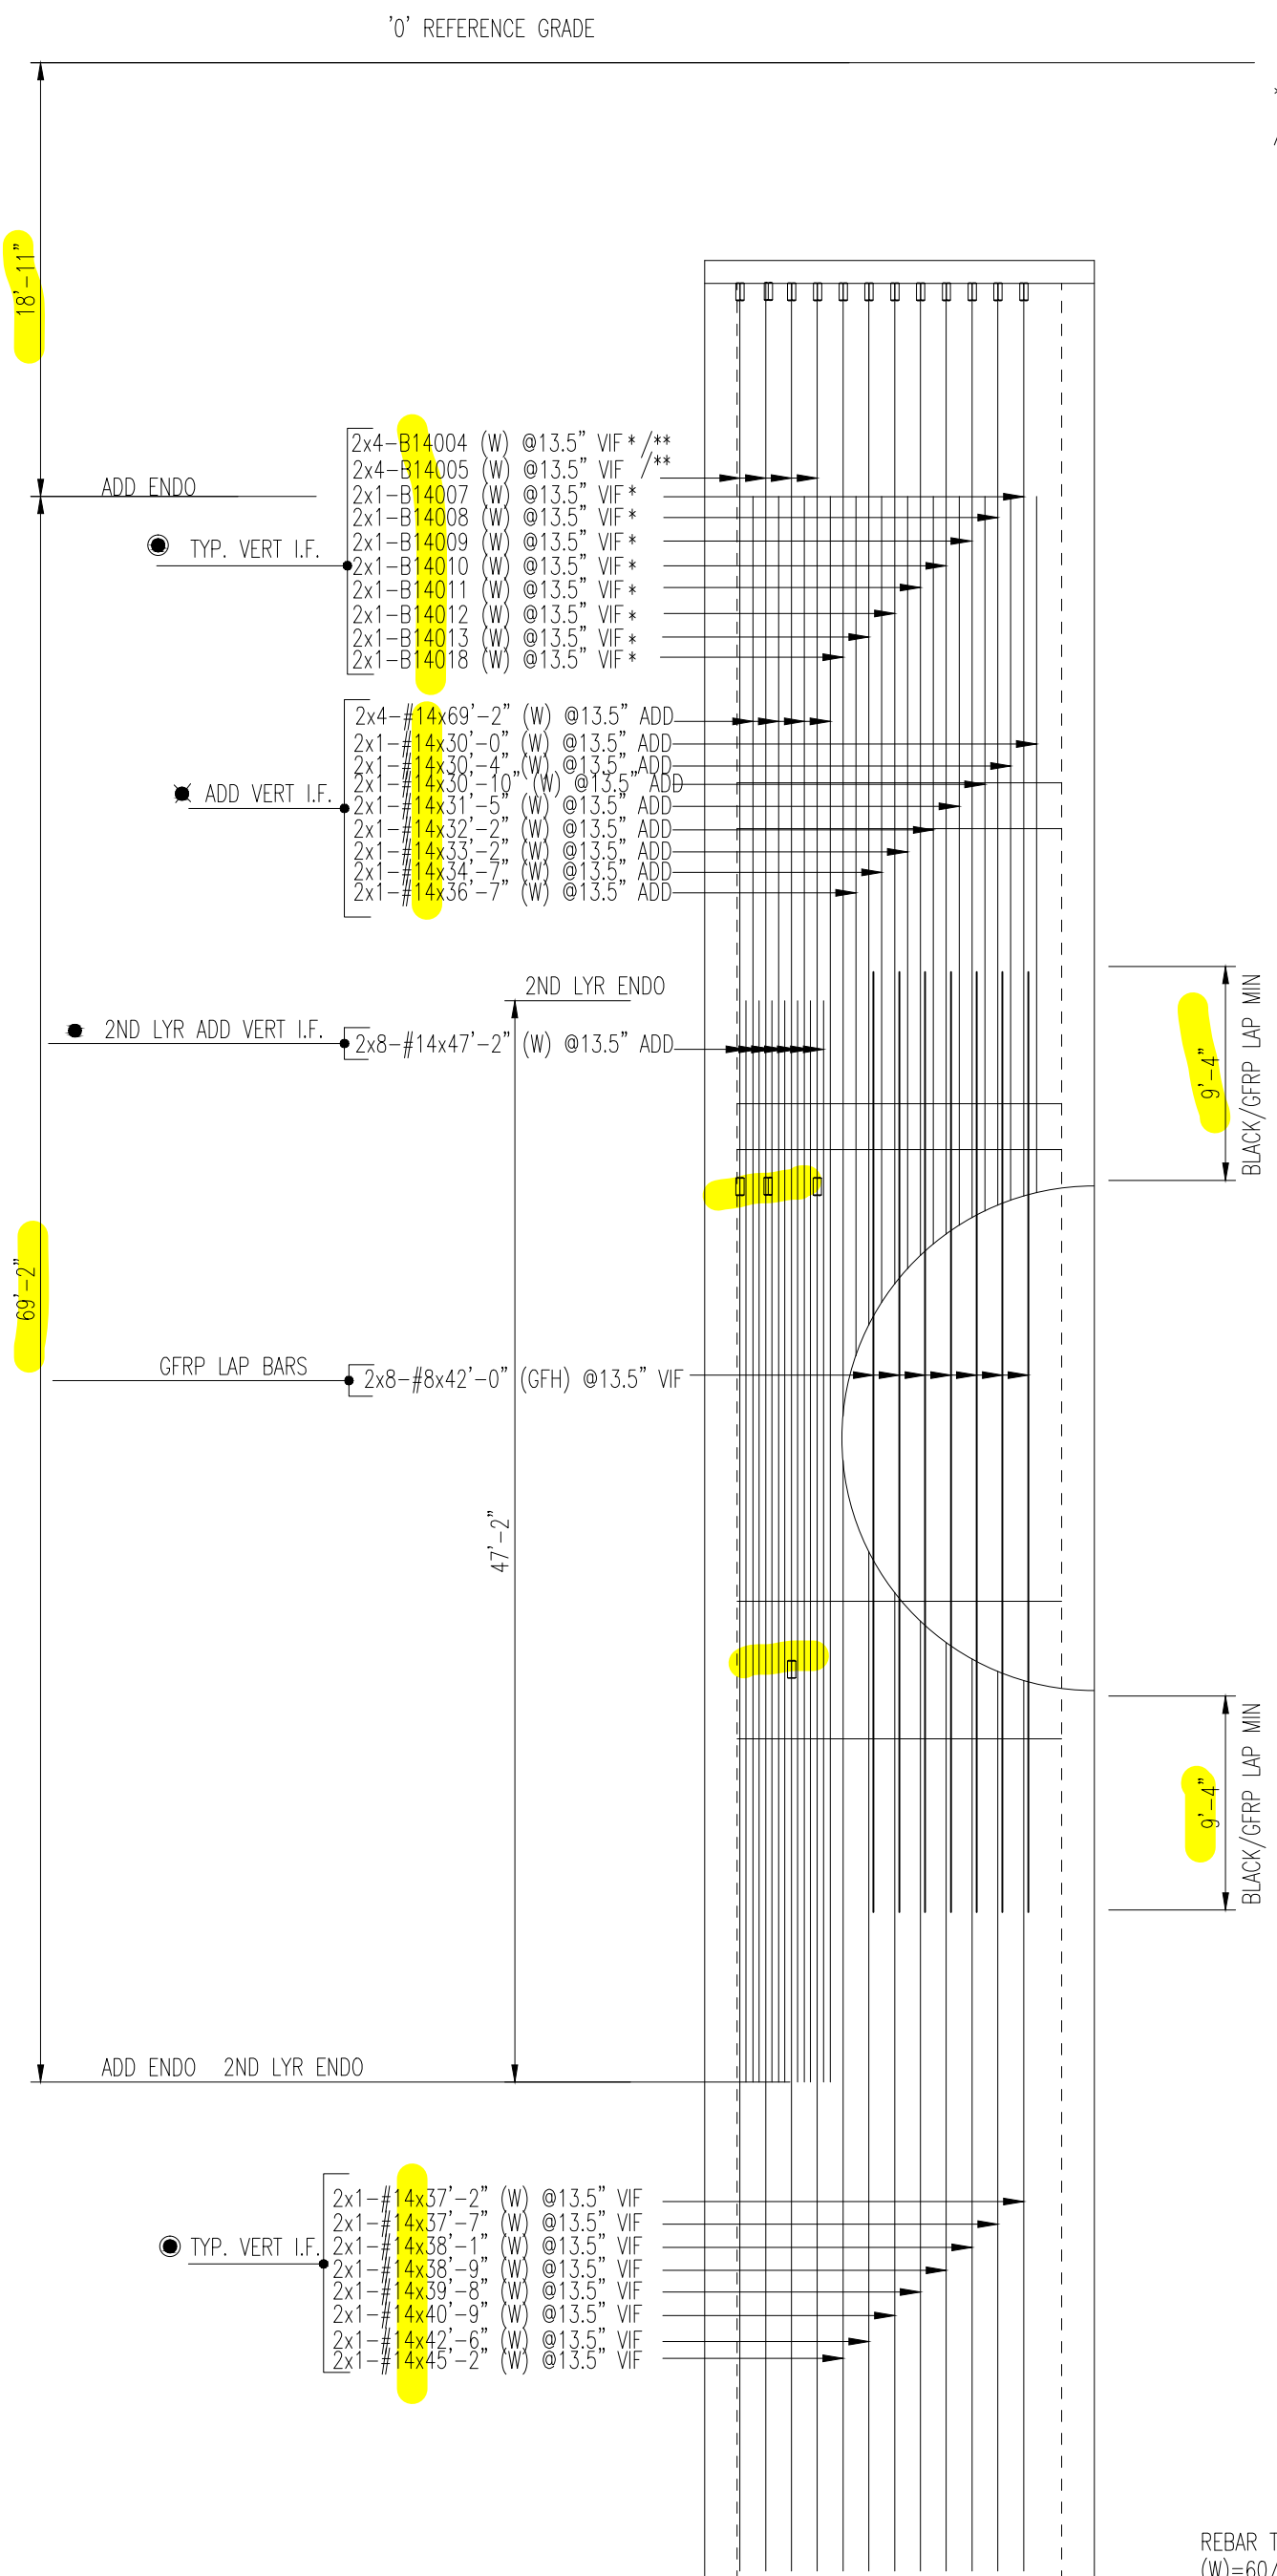 '0' REFERENCE GRADE
*
/
18'-11"
2x4-B14004 (W) @13.5" VIF */**
2x4-B14005 (W) @13.5" VIF /**
ADD ENDO
2x1-B14007 (W) @13.5" VIF*
2x1-B14008 (W) @13.5" VIF*
2x1-B14009 (W) @13.5" VIF*
TYP. VERT I.F.
2x1-B14010 (W) @13.5" VIF*
2x1-B14011 (W) @13.5" VIF*
2x1-B14012 (W) @13.5" VIF*
2x1-B14013 (W) @13.5" VIF*
2x1-B14018 (W) @13.5" VIF*
2x4-#14x69'-2" (W) @13.5" ADD
2x1-#14x30'-0" (W) @13.5" ADD
2x1-#14x30'-4" (W) @13.5" ADD
2x1-#14x30'-10" (W) @13.5" ADD
ADD VERT I.F.
2x1-#14x31'-5" (W) @13.5" ADD
2x1-#14x32'-2" (W) @13.5" ADD
2x1-#14x33'-2" (W) @13.5" ADD
2x1-#14x34'-7" (W) @13.5" ADD
2x1-#14x36'-7" (W) @13.5" ADD
2ND LYR ENDO
2ND LYR ADD VERT I.F.
2x8-#14x47'-2" (W) @13.5" ADD
9'-4"
BLACK/GFRP LAP MIN
69'-2"
GFRP LAP BARS
2x8-#8x42'-0" (GFH) @13.5" VIF
47'-2"
9'-4"
BLACK/GFRP LAP MIN
ADD ENDO 2ND LYR ENDO
2x1-#14x37'-2" (W) @13.5" VIF
2x1-#14x37'-7" (W) @13.5" VIF
TYP. VERT I.F.
2x1-#14x38'-1" (W) @13.5" VIF
2x1-#14x38'-9" (W) @13.5" VIF
2x1-#14x39'-8" (W) @13.5" VIF
2x1-#14x40'-9" (W) @13.5" VIF
2x1-#14x42'-6" (W) @13.5" VIF
2x1-#14x45'-2" (W) @13.5" VIF
REBAR T
(W)=60/